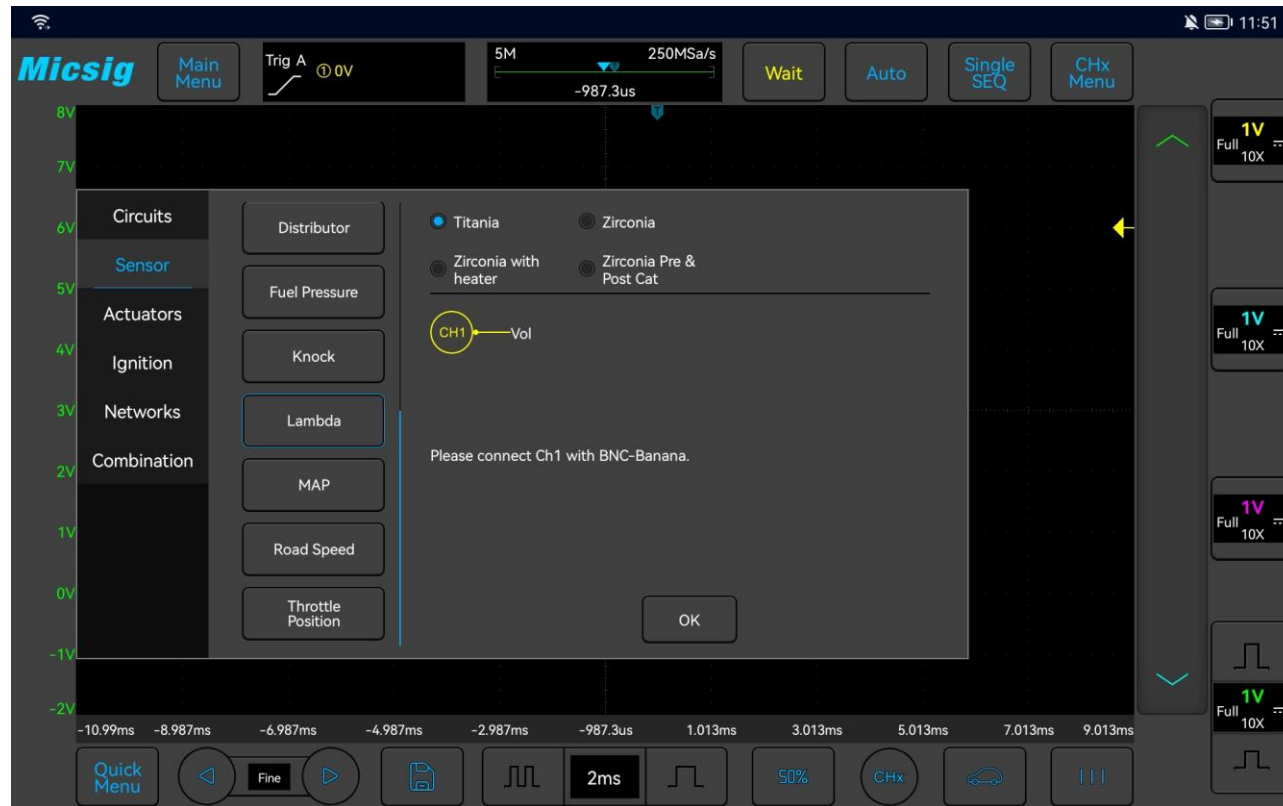 11:51
Micsig
Main
Menu
Trig A
① 0V
5M
250MSa/s
-987.3us
Wait
Auto
Single
SEQ
CHx
Menu
8V
7V
6V
5V
4V
3V
2V
1V
0V
-1V
-2V
T
Circuits
Sensor
Actuators
Ignition
Networks
Combination
Distributor
Fuel Pressure
Knock
Lambda
MAP
Road Speed
Throttle
Position
Titania
Zirconia
Zirconia with
heater
Zirconia Pre &
Post Cat
CH1
Vol
Please connect Ch1 with BNC-Banana.
OK
1V
Full
10X
1V
Full
10X
1V
Full
10X
1V
Full
10X
-10.99ms -8.987ms -6.987ms -4.987ms -2.987ms -987.3us 1.013ms 3.013ms 5.013ms 7.013ms 9.013ms
Quick
Menu
Fine
2ms
50%
CHx